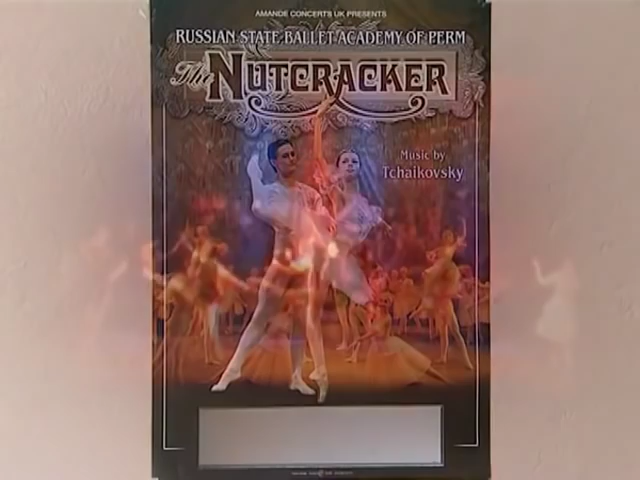 AMANDE CONCERTS UK PRESENTS
RUSSIAN STATE BALLET ACADEMY OF PERM
The NUTCRACKER
Music by
Tchaikovsky